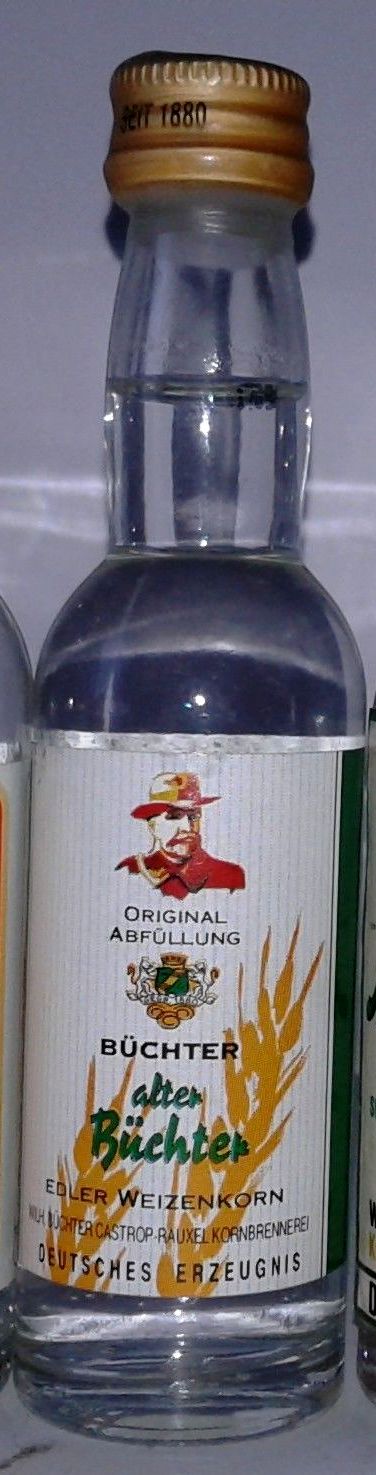 SEIT 1880
ORIGINAL
ABFÜLLUNG
BÜCHTER
alter
Büchter
EDLER WEIZENKORN
WILH. BÜCHTER CASTROP-RAUXEL KORNBRENNEREI
DEUTSCHES ERZEUGNIS